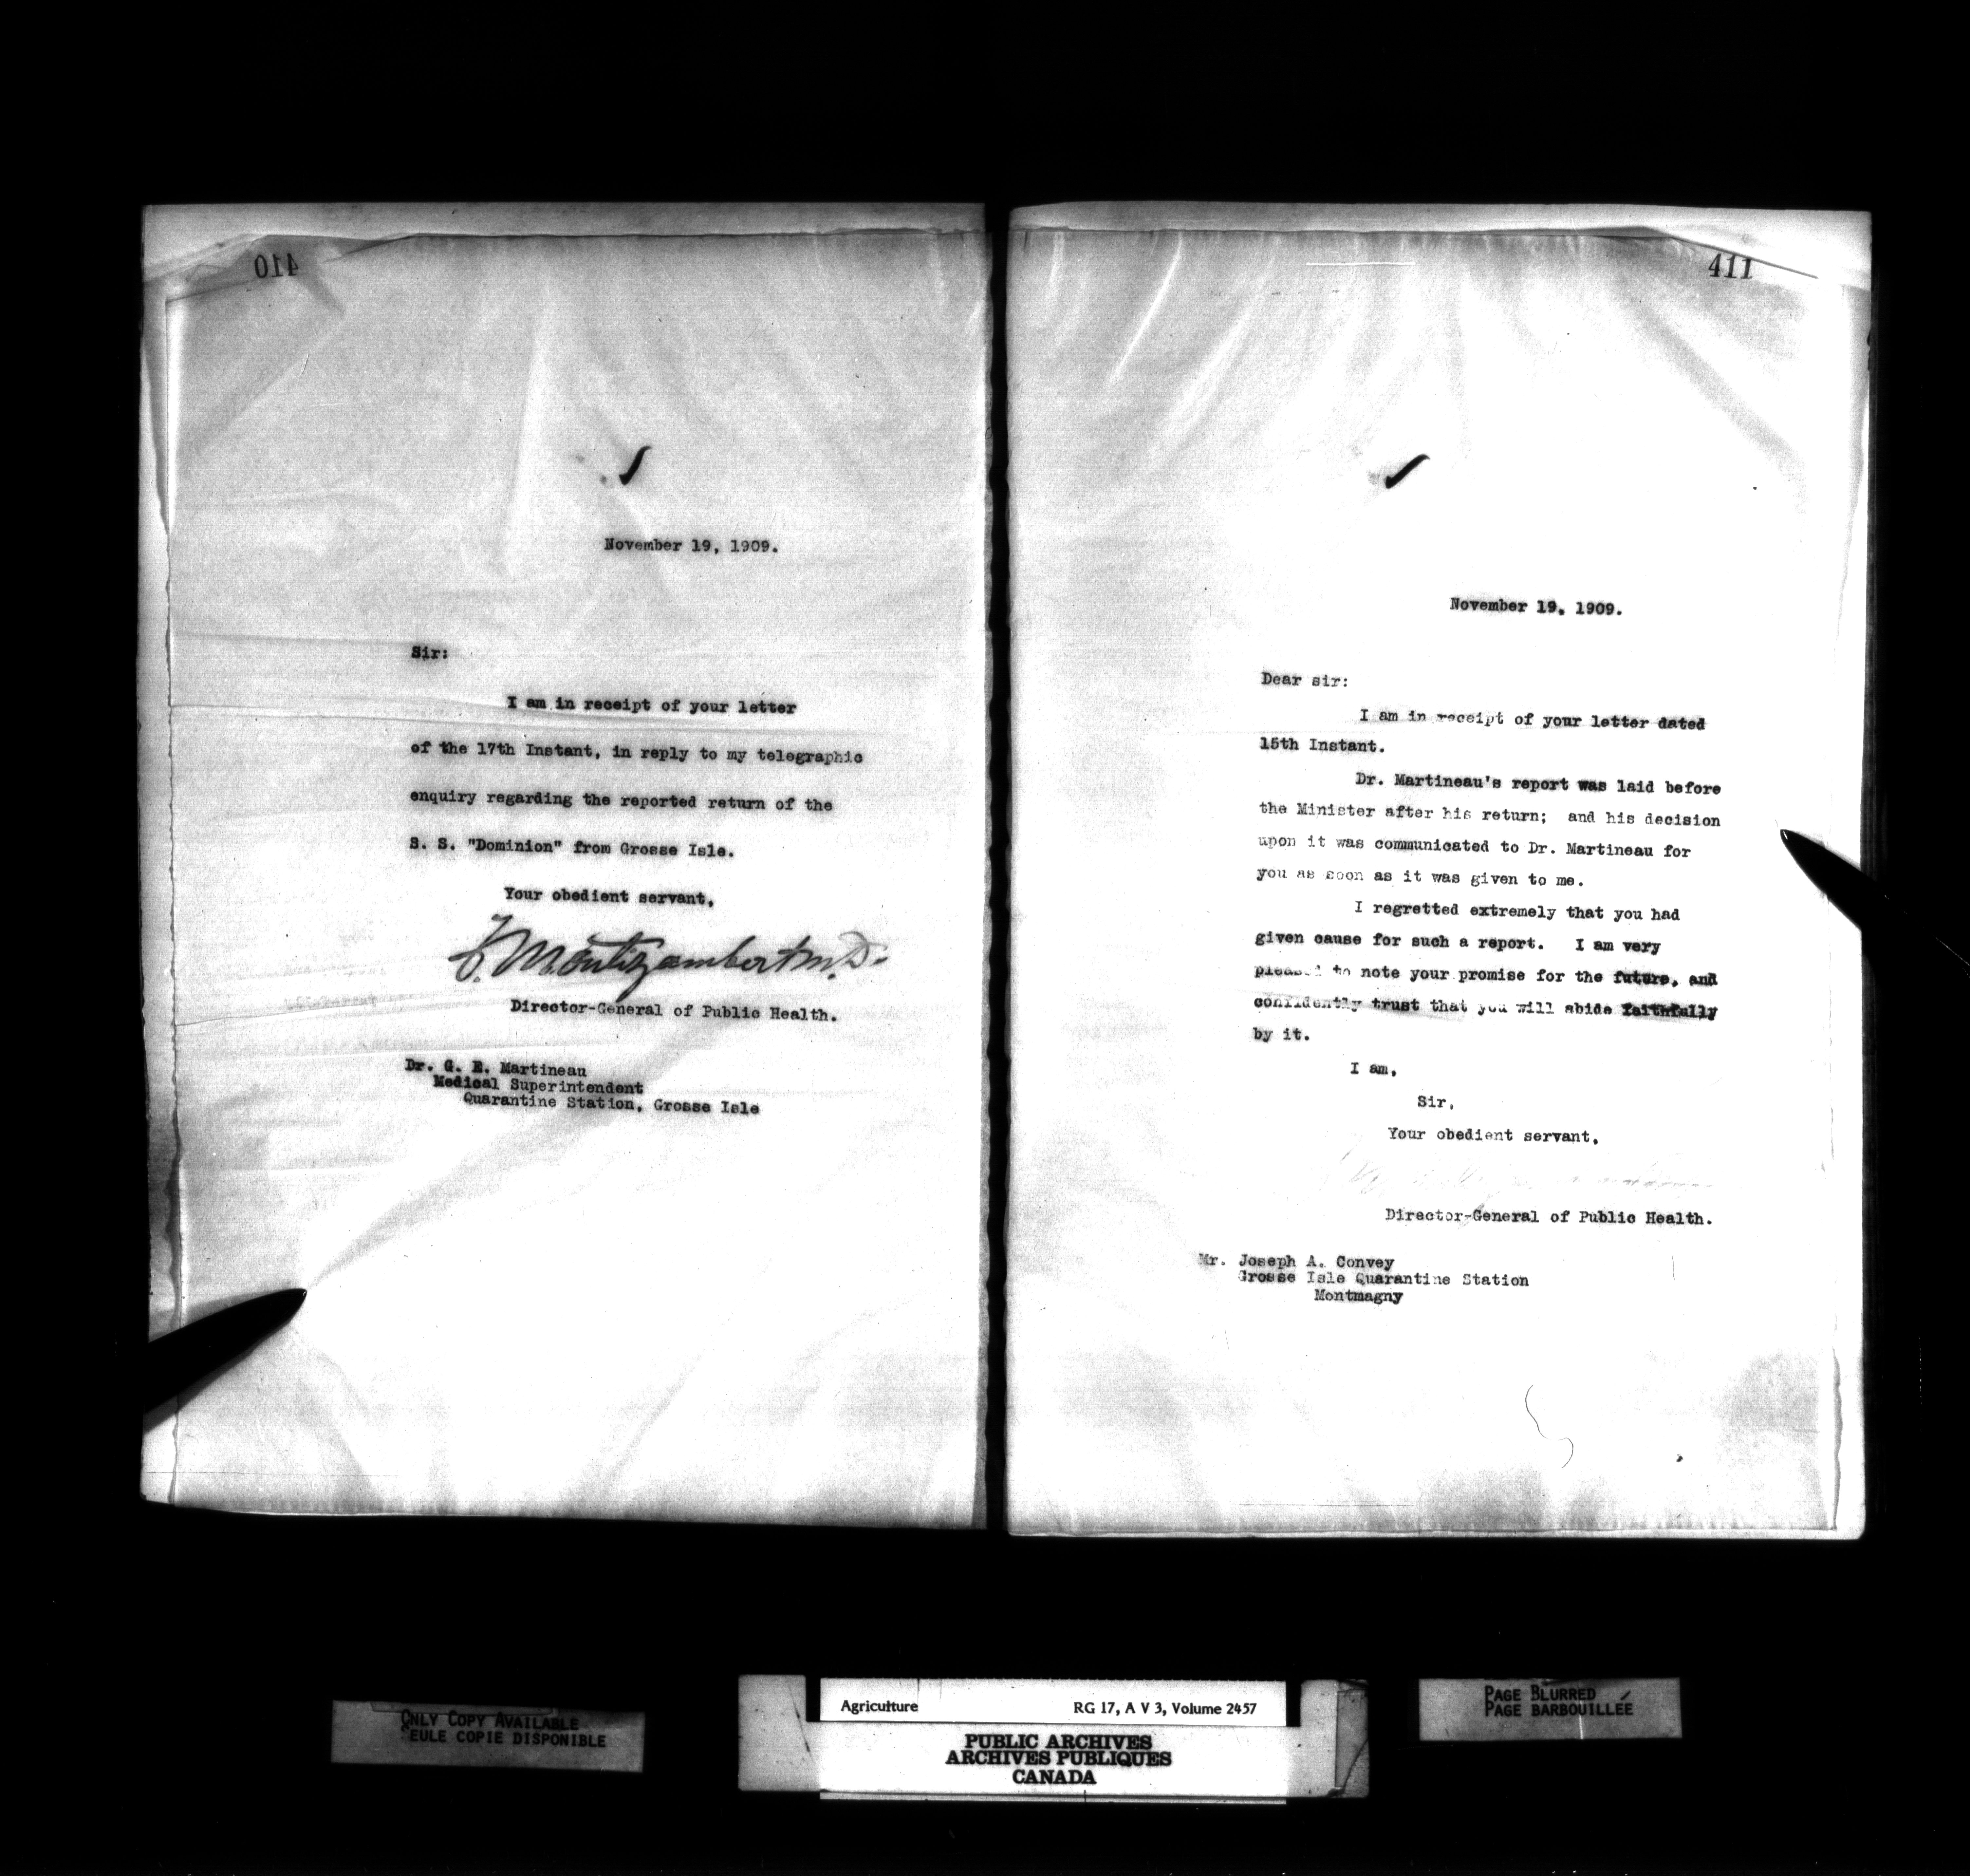 410
November 19, 1909.
Sir:
I am in receipt of your letter
of the 17th Instant, in reply to my telegraphic
enquiry regarding the reported return of the
S. S. "Dominion" from Grosse Isle.
Your obedient servant,
F. Montizambert M.D.
Director-General of Public Health.
Dr. G. E. Martineau
Medical Superintendent
Quarantine Station, Grosse Isle
411
November 19, 1909.
Dear sir:
I am in receipt of your letter dated
15th Instant.
Dr. Martineau's report was laid before
the Minister after his return; and his decision
upon it was communicated to Dr. Martineau for
you as soon as it was given to me.
I regretted extremely that you had
given cause for such a report. I am very
pleased to note your promise for the future, and
confidently trust that you will abide faithfully
by it.
I am,
Sir,
Your obedient servant,
Director-General of Public Health.
Mr. Joseph A. Convey
Grosse Isle Quarantine Station
Montmagny
ONLY COPY AVAILABLE
EULE COPIE DISPONIBLE
Agriculture RG 17, A V 3, Volume 2457
PUBLIC ARCHIVES
ARCHIVES PUBLIQUES
CANADA
PAGE BLURRED
PAGE BARBOUILLÉE